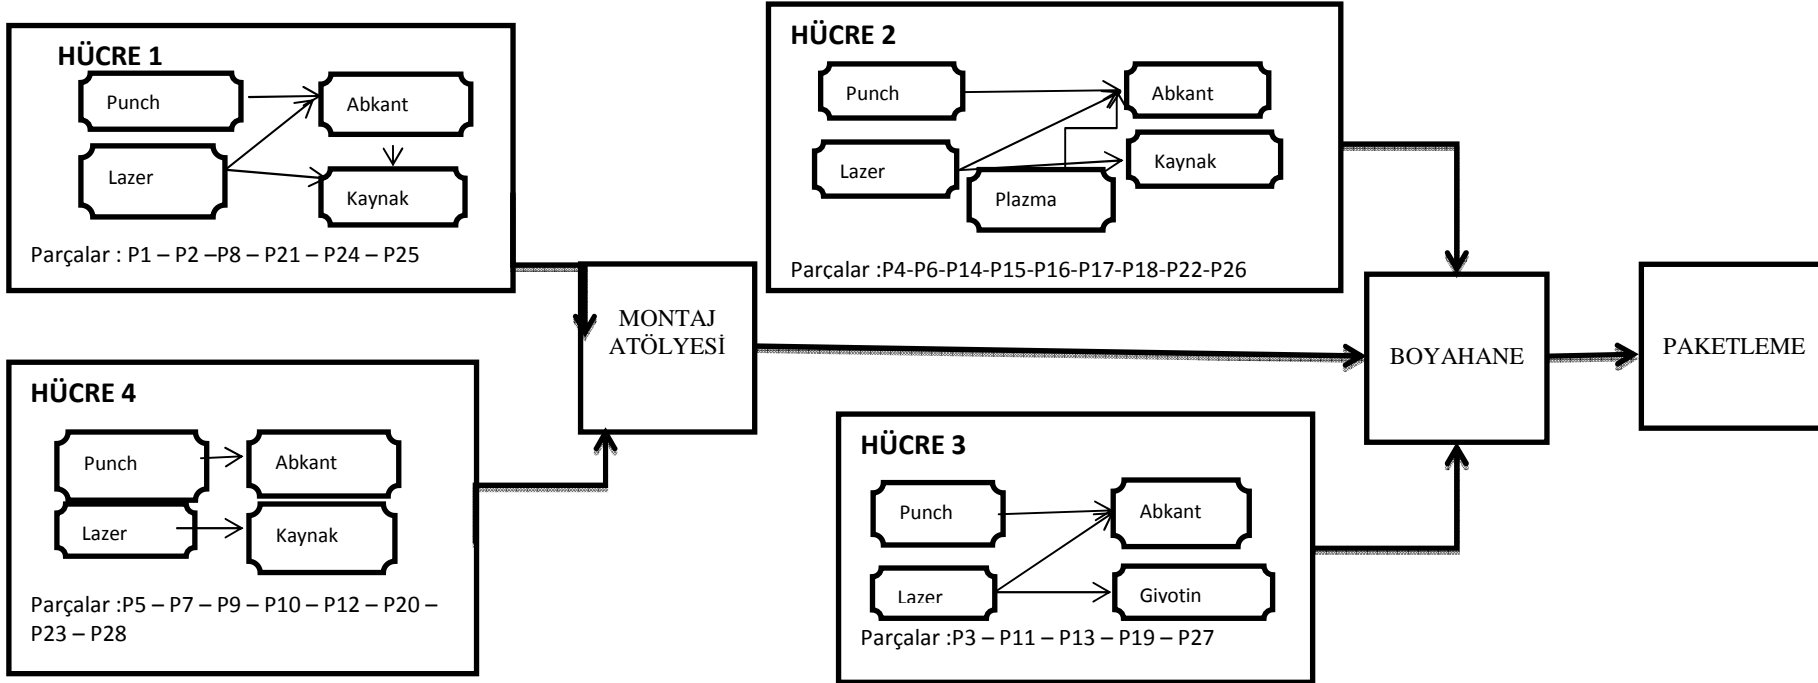 HÜCRE 1
Punch
Abkant
Lazer
Kaynak
Parçalar : P1 – P2 –P8 – P21 – P24 – P25
HÜCRE 2
Punch
Abkant
Lazer
Kaynak
Plazma
Parçalar :P4-P6-P14-P15-P16-P17-P18-P22-P26
MONTAJ
ATÖLYESİ
BOYAHANE
PAKETLEME
HÜCRE 4
Punch
Abkant
Lazer
Kaynak
Parçalar :P5 – P7 – P9 – P10 – P12 – P20 –
P23 – P28
HÜCRE 3
Punch
Abkant
Lazer
Giyotin
Parçalar :P3 – P11 – P13 – P19 – P27